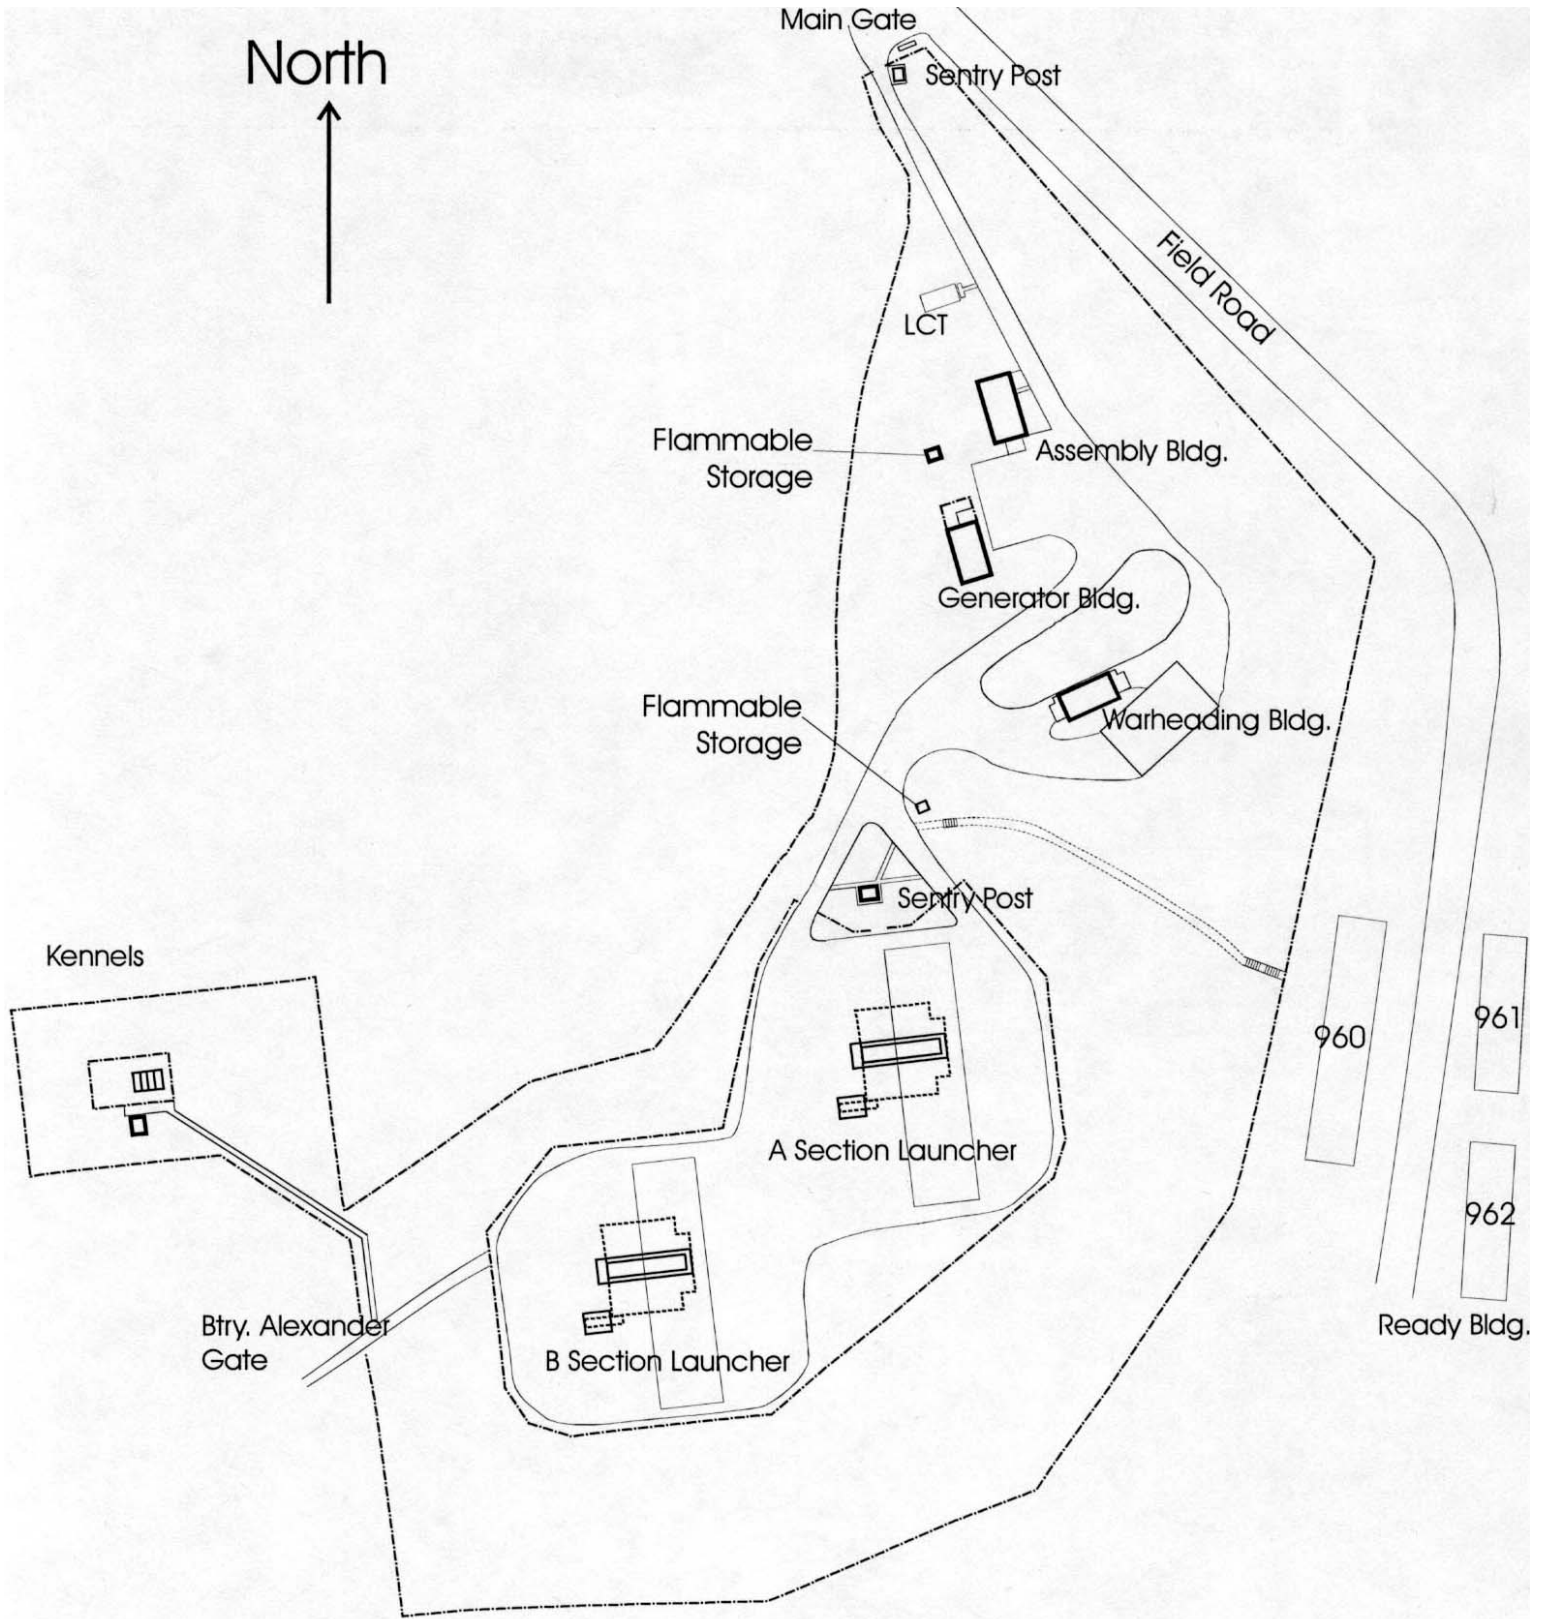 Main Gate
North
Sentry Post
Field Road
LCT
Flammable
Storage
Assembly Bldg.
Generator Bldg.
Flammable
Storage
Warheading Bldg.
Sentry Post
Kennels
960
961
A Section Launcher
962
Btry. Alexander
Gate
Ready Bldg.
B Section Launcher